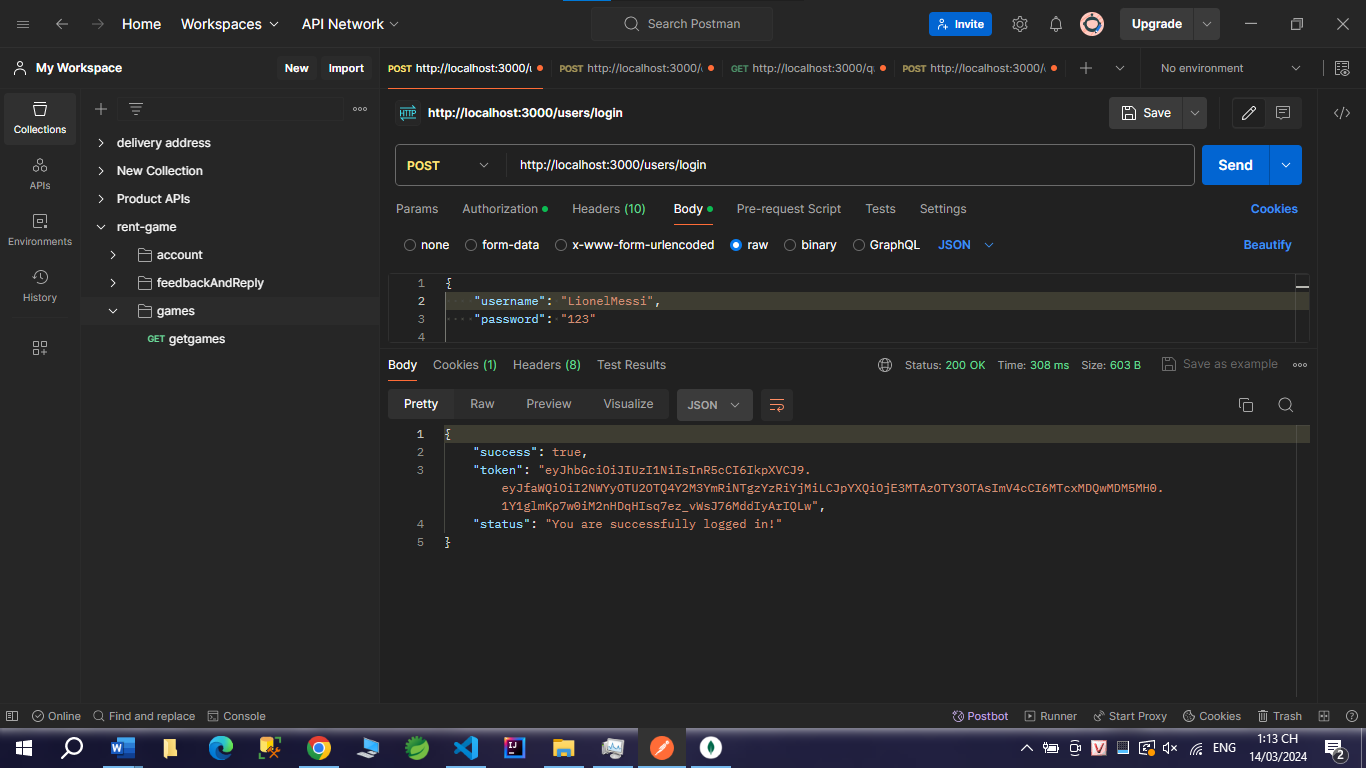 Home Workspaces API Network Search Postman Invite Upgrade
My Workspace New Import POST http://localhost:3000/ POST http://localhost:3000/ GET http://localhost:3000/q POST http://localhost:3000/ No environment
Collections
APIs
Environments
History
delivery address
New Collection
Product APIs
rent-game
account
feedbackAndReply
games
GET getgames
HTTP http://localhost:3000/users/login Save
POST http://localhost:3000/users/login Send
Params Authorization Headers (10) Body Pre-request Script Tests Settings Cookies
none form-data x-www-form-urlencoded raw binary GraphQL JSON Beautify
1 {
2 "username": "LionelMessi",
3 "password": "123"
4
Body Cookies (1) Headers (8) Test Results Status: 200 OK Time: 308 ms Size: 603 B Save as example
Pretty Raw Preview Visualize JSON
1 {
2 "success": true,
3 "token": "eyJhbGciOiJIUzI1NiIsInR5cCI6IkpXVCJ9.
eyJfaWQiOiI2NWYyOTU2OTQ4Y2M3YmRiNTgzYzRiYjMiLCJpYXQiOjE3MTAzOTY3OTAsImV4cCI6MTcxMDQwMDM5MH0.
1Y1glmKp7w0iM2nHDqHIsq7ez_vWsJ76MddIyArIQLw",
4 "status": "You are successfully logged in!"
5 }
Online Find and replace Console Postbot Runner Start Proxy Cookies Trash
ENG 1:13 CH
14/03/2024
2